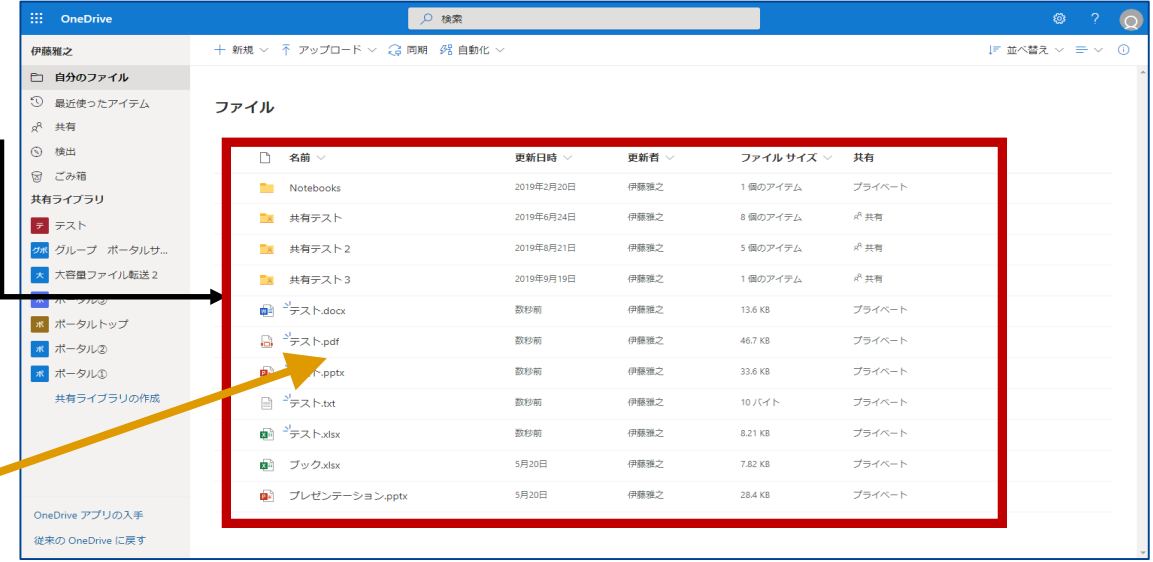 OneDrive
検索
?
伊藤雅之
新規
アップロード
同期
自動化
並べ替え
自分のファイル
最近使ったアイテム
共有
検出
ごみ箱
共有ライブラリ
テ テスト
グポ グループ ポータルサ...
大 大容量ファイル転送２
ポータル③
ポ ポータルトップ
ポ ポータル②
ポ ポータル①
共有ライブラリの作成
OneDrive アプリの入手
従来の OneDrive に戻す
ファイル
名前 更新日時 更新者 ファイル サイズ 共有
Notebooks 2019年2月20日 伊藤雅之 1 個のアイテム プライベート
共有テスト 2019年6月24日 伊藤雅之 8 個のアイテム 共有
共有テスト２ 2019年8月21日 伊藤雅之 5 個のアイテム 共有
共有テスト３ 2019年9月19日 伊藤雅之 1 個のアイテム 共有
テスト.docx 数秒前 伊藤雅之 13.6 KB プライベート
テスト.pdf 数秒前 伊藤雅之 46.7 KB プライベート
.pptx 数秒前 伊藤雅之 33.6 KB プライベート
テスト.txt 数秒前 伊藤雅之 10 バイト プライベート
テスト.xlsx 数秒前 伊藤雅之 8.21 KB プライベート
ブック.xlsx 5月20日 伊藤雅之 7.82 KB プライベート
プレゼンテーション.pptx 5月20日 伊藤雅之 28.4 KB プライベート